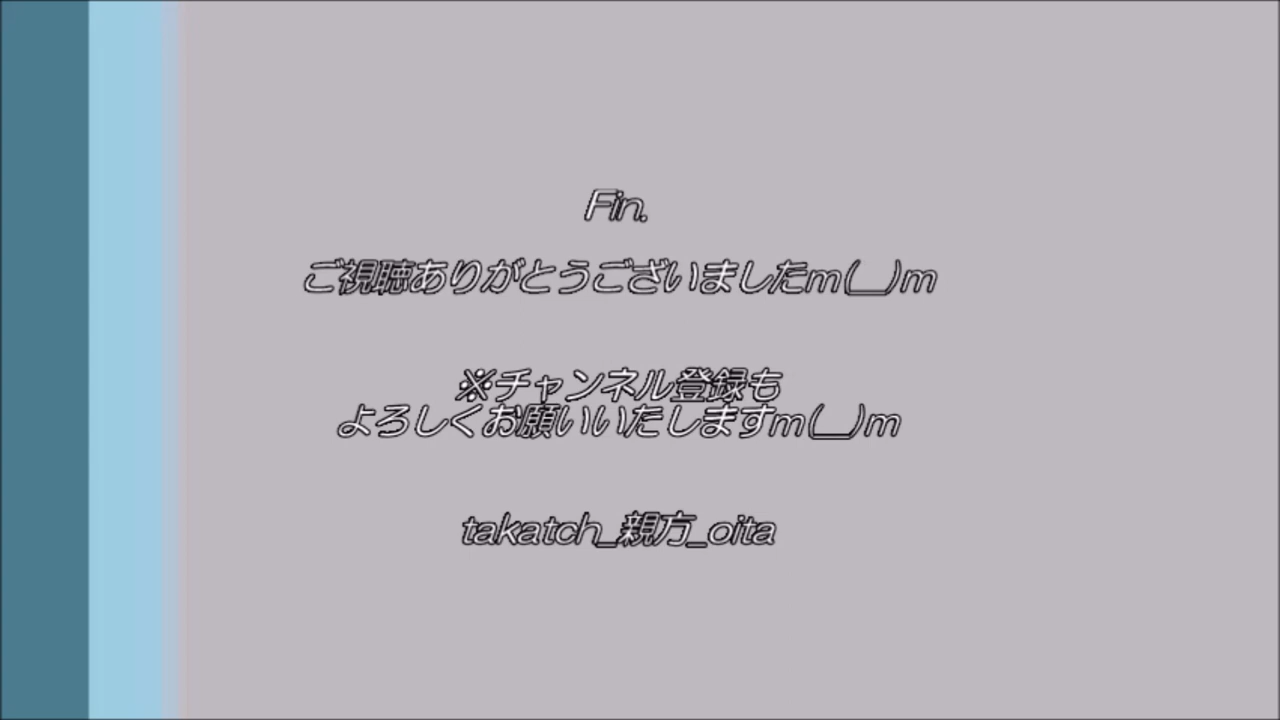 Fin.
ご視聴ありがとうございましたm(__)m
※チャンネル登録も
よろしくお願いいたしますm(__)m
takatch_親方_oita